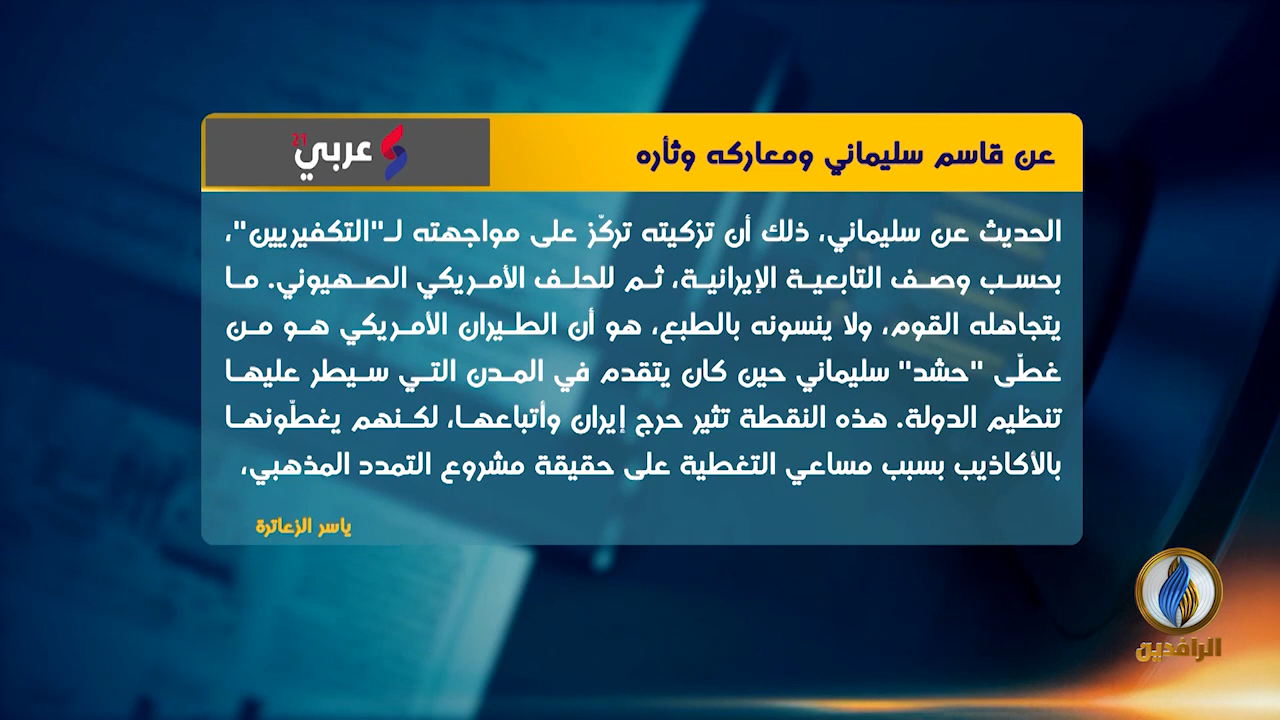 عن قاسم سليماني ومعاركه وثأره
عربي21
الحديث عن سليماني، ذلك أن تزكيته تركّز على مواجهته لـ"التكفيريين"،
بحسب وصف التابعية الإيرانية، ثم للحلف الأمريكي الصهيوني. ما
يتجاهله القوم، ولا ينسونه بالطبع، هو أن الطيران الأمريكي هو من
غطّى "حشد" سليماني حين كان يتقدم في المدن التي سيطر عليها
تنظيم الدولة. هذه النقطة تثير حرج إيران وأتباعها، لكنهم يغطّونها
بالأكاذيب بسبب مساعي التغطية على حقيقة مشروع التمدد المذهبي،
ياسر الزعاترة
الرافدين